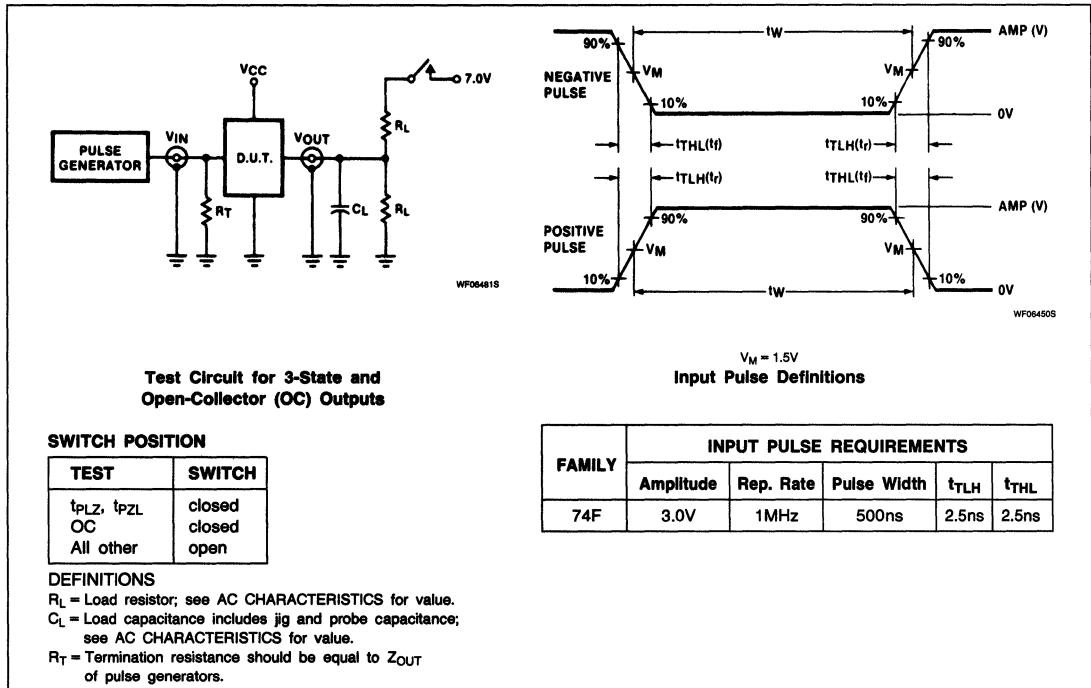 VCC
7.0V
RL
VIN
VOUT
PULSE
GENERATOR
D.U.T.
RT
CL
RL
WF06481S
Test Circuit for 3-State and
Open-Collector (OC) Outputs
tW
AMP (V)
90%
90%
NEGATIVE
PULSE
VM
VM
10%
10%
0V
tTHL(tf)
tTLH(tr)
tTLH(tr)
tTHL(tf)
AMP (V)
90%
90%
POSITIVE
PULSE
VM
VM
10%
10%
tW
0V
WF06450S
VM = 1.5V
Input Pulse Definitions
SWITCH POSITION
TEST SWITCH
tPLZ, tPZL closed
OC closed
All other open
FAMILY INPUT PULSE REQUIREMENTS
Amplitude Rep. Rate Pulse Width tTLH tTHL
74F 3.0V 1MHz 500ns 2.5ns 2.5ns
DEFINITIONS
RL = Load resistor; see AC CHARACTERISTICS for value.
CL = Load capacitance includes jig and probe capacitance;
see AC CHARACTERISTICS for value.
RT = Termination resistance should be equal to ZOUT
of pulse generators.